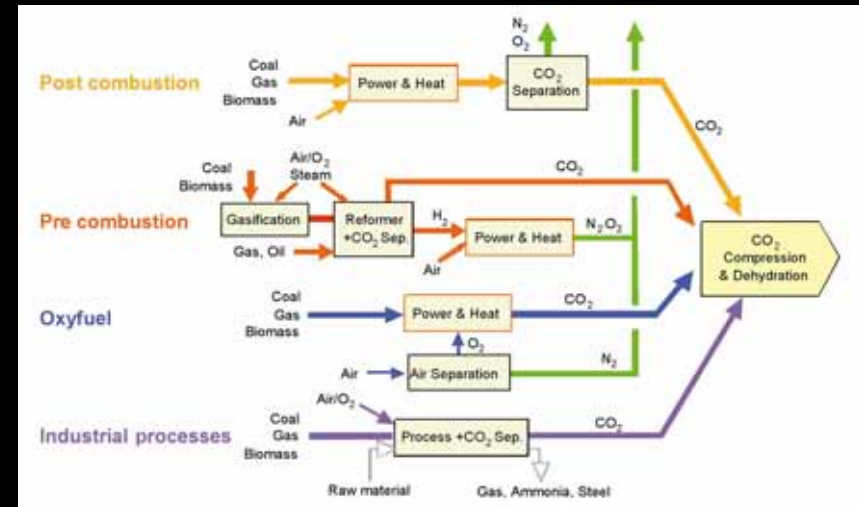 N2
O2
Coal
Gas
Biomass
Post combustion
Power & Heat
CO2
Separation
Air
CO2
Coal
Biomass
Air/O2
Steam
CO2
Pre combustion
Gasification
Reformer
+CO2 Sep.
H2
Power & Heat
N2 O2
Gas, Oil
Air
CO2
Compression
& Dehydration
Oxyfuel
Coal
Gas
Biomass
Power & Heat
CO2
O2
Air
Air Separation
N2
Industrial processes
Air/O2
Coal
Gas
Biomass
Process +CO2 Sep.
CO2
Raw material
Gas, Ammonia, Steel